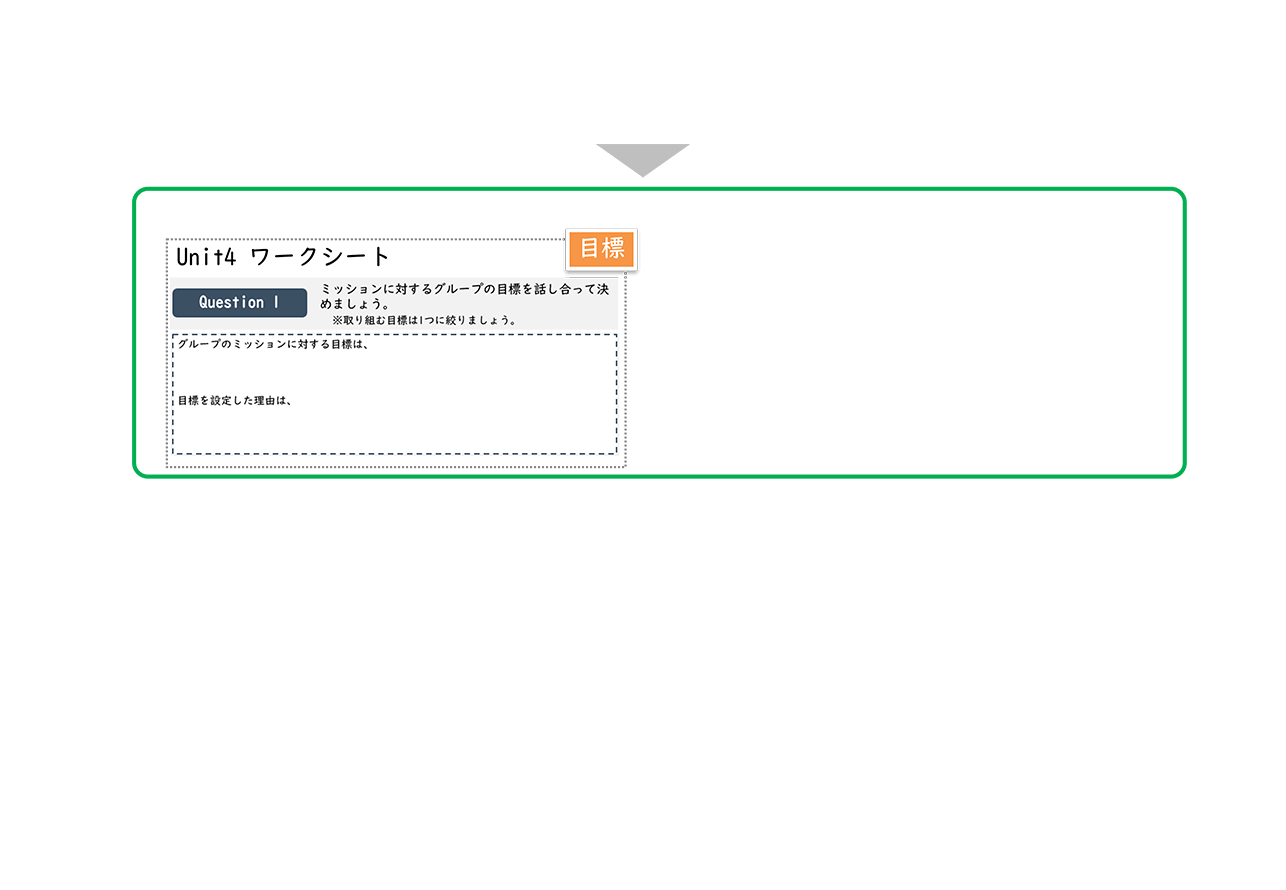 目標
Unit4 ワークシート
Question 1
ミッションに対するグループの目標を話し合って決
めましょう。
※取り組む目標は1つに絞りましょう。
グループのミッションに対する目標は、
目標を設定した理由は、